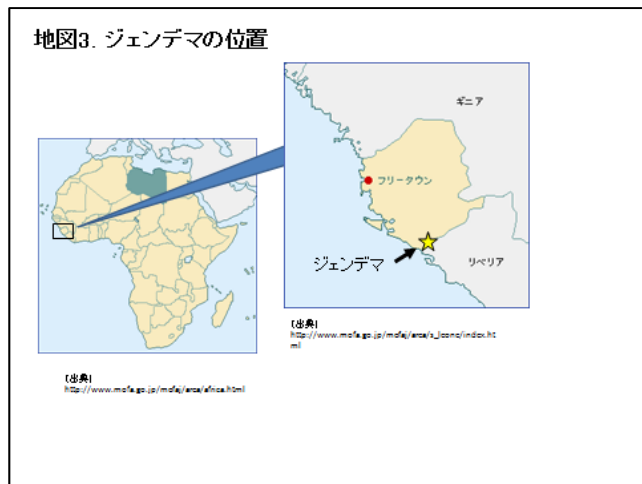 地図3. ジェンデマの位置
ギニア
フリータウン
ジェンデマ
リベリア
(出典)
http://www.mofa.go.jp/mofaj/area/s_leone/index.ht
ml
(出典)
http://www.mofa.go.jp/mofaj/area/africa.html